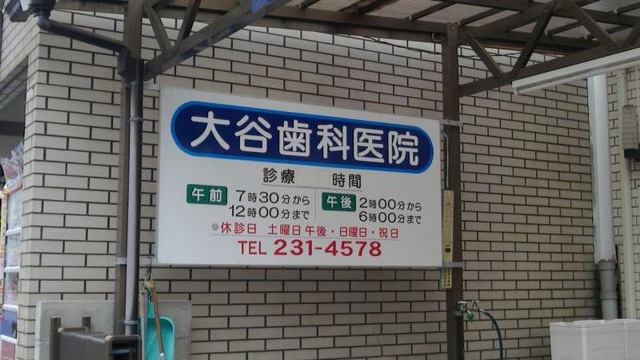 大谷歯科医院
診療 時間
午前 7時30分から 12時00分まで
午後 2時00分から 6時00分まで
※休診日 土曜日午後・日曜日・祝日
TEL 231-4578